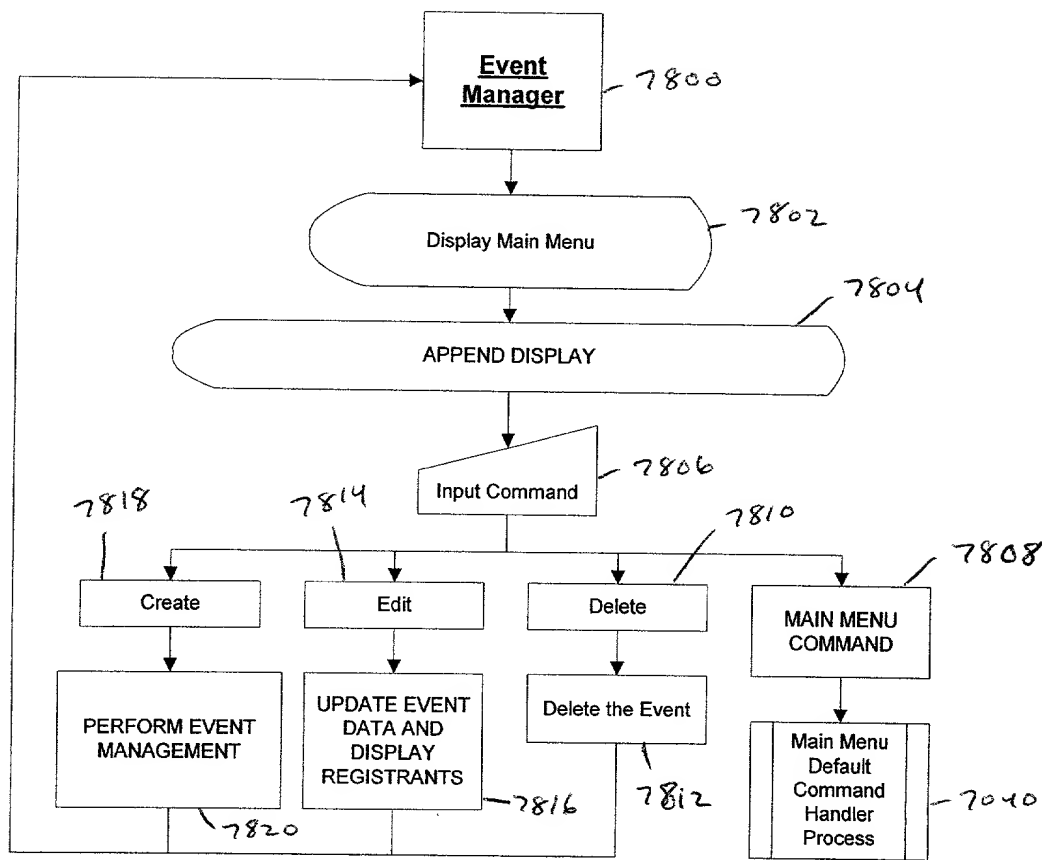 Event
Manager
7800
Display Main Menu
7802
7804
APPEND DISPLAY
Input Command
7806
7818
7814
7810
7808
Create
Edit
Delete
MAIN MENU
COMMAND
PERFORM EVENT
MANAGEMENT
UPDATE EVENT
DATA AND
DISPLAY
REGISTRANTS
Delete the Event
Main Menu
Default
Command
Handler
Process
7820
7816
7812
7040